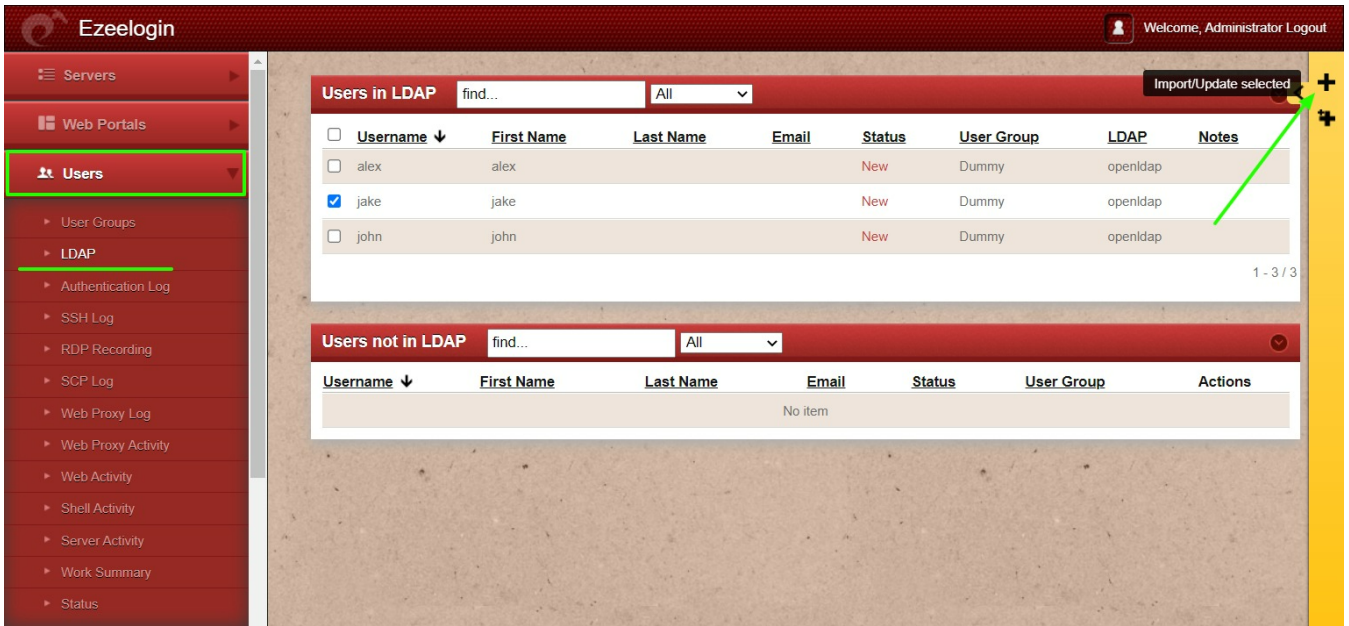 Ezeelogin
Welcome, Administrator Logout
Servers
Web Portals
Users
User Groups
LDAP
Authentication Log
SSH Log
RDP Recording
SCP Log
Web Proxy Log
Web Proxy Activity
Web Activity
Shell Activity
Server Activity
Work Summary
Status
Import/Update selected
Users in LDAP find... All
Username First Name Last Name Email Status User Group LDAP Notes
alex alex New Dummy openldap
jake jake New Dummy openldap
john john New Dummy openldap
1 - 3 / 3
Users not in LDAP find... All
Username First Name Last Name Email Status User Group Actions
No item